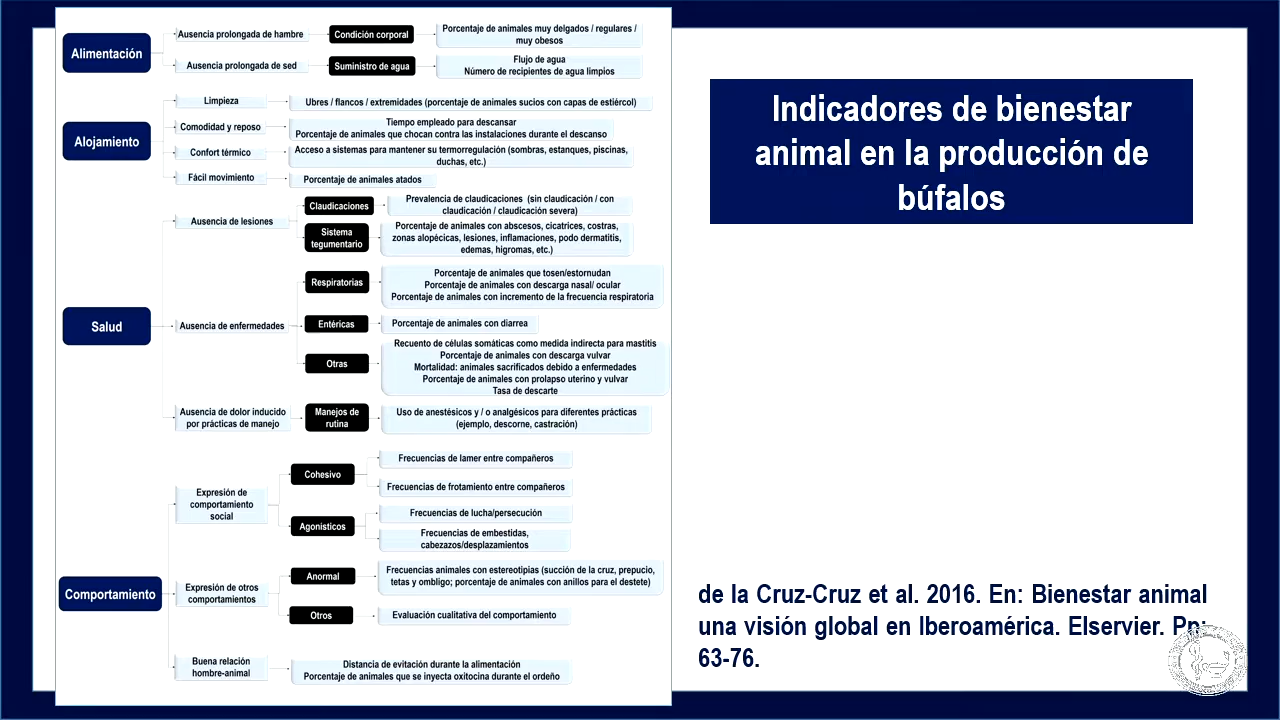 Alimentación
Ausencia prolongada de hambre
Condición corporal
Porcentaje de animales muy delgados / regulares /
muy obesos
Ausencia prolongada de sed
Suministro de agua
Flujo de agua
Número de recipientes de agua limpios
Alojamiento
Limpieza
Ubres / flancos / extremidades (porcentaje de animales sucios con capas de estiércol)
Comodidad y reposo
Tiempo empleado para descansar
Porcentaje de animales que chocan contra las instalaciones durante el descanso
Confort térmico
Acceso a sistemas para mantener su termorregulación (sombras, estanques, piscinas,
duchas, etc.)
Fácil movimiento
Porcentaje de animales atados
Salud
Ausencia de lesiones
Claudicaciones
Prevalencia de claudicaciones (sin claudicación / con
claudicación / claudicación severa)
Sistema
tegumentario
Porcentaje de animales con abscesos, cicatrices, costras,
zonas alopécicas, lesiones, inflamaciones, podo dermatitis,
edemas, higromas, etc.)
Ausencia de enfermedades
Respiratorias
Porcentaje de animales que tosen/estornudan
Porcentaje de animales con descarga nasal/ ocular
Porcentaje de animales con incremento de la frecuencia respiratoria
Entéricas
Porcentaje de animales con diarrea
Otras
Recuento de células somáticas como medida indirecta para mastitis
Porcentaje de animales con descarga vulvar
Mortalidad: animales sacrificados debido a enfermedades
Porcentaje de animales con prolapso uterino y vulvar
Tasa de descarte
Ausencia de dolor inducido
por prácticas de manejo
Manejos de
rutina
Uso de anestésicos y / o analgésicos para diferentes prácticas
(ejemplo, descorne, castración)
Comportamiento
Expresión de
comportamiento
social
Cohesivo
Frecuencias de lamer entre compañeros
Frecuencias de frotamiento entre compañeros
Agonísticos
Frecuencias de lucha/persecución
Frecuencias de embestidas,
cabezazos/desplazamientos
Expresión de otros
comportamientos
Anormal
Frecuencias animales con estereotipias (succión de la cruz, prepucio,
tetas y ombligo; porcentaje de animales con anillos para el destete)
Otros
Evaluación cualitativa del comportamiento
Buena relación
hombre-animal
Distancia de evitación durante la alimentación
Porcentaje de animales que se inyecta oxitocina durante el ordeño
Indicadores de bienestar
animal en la producción de
búfalos
de la Cruz-Cruz et al. 2016. En: Bienestar animal
una visión global en Iberoamérica. Elservier. Pp:
63-76.